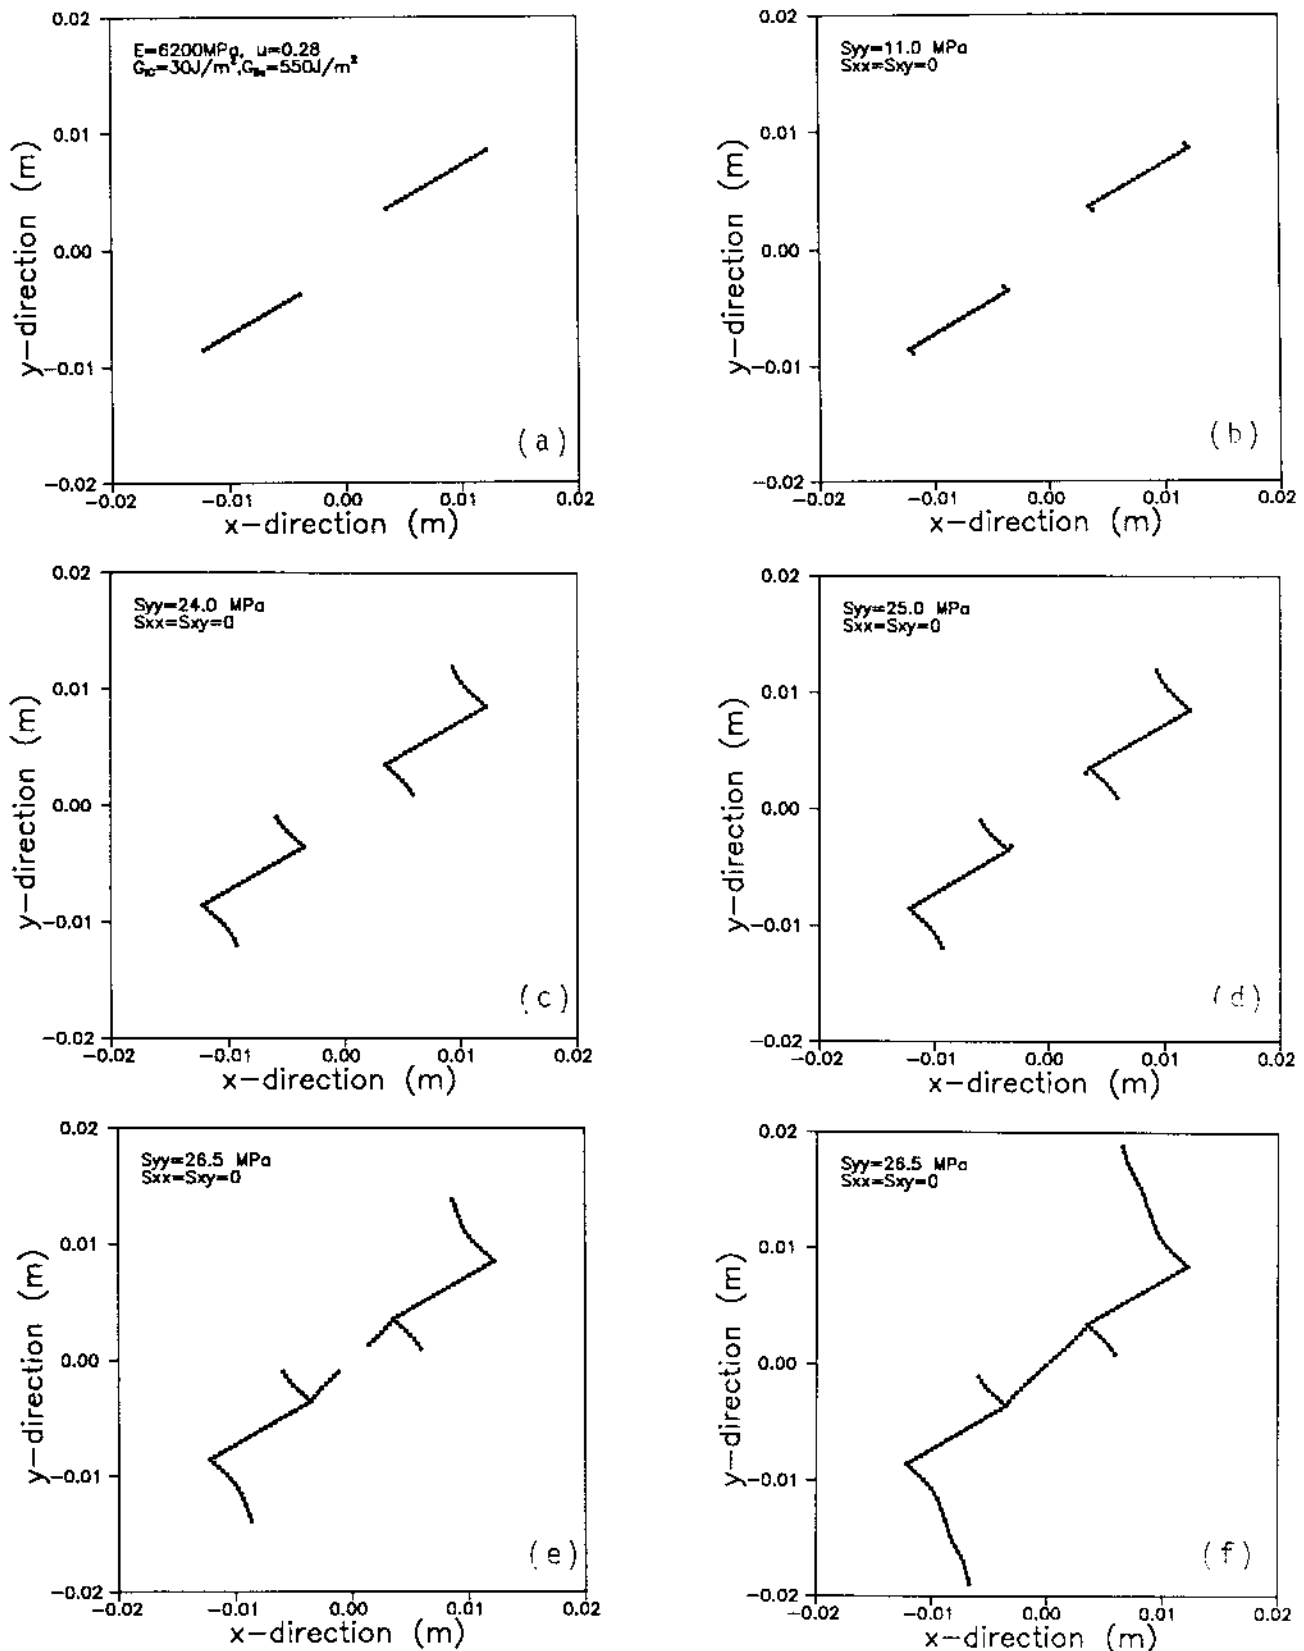 0.02
E=6200MPa, u=0.28
G_IC=30J/m²,G_IIC=550J/m²
0.01
y-direction (m)
0.00
-0.01
(a)
-0.02
-0.02 -0.01 0.00 0.01 0.02
x-direction (m)
0.02
Syy=11.0 MPa
Sxx=Sxy=0
0.01
y-direction (m)
0.00
-0.01
(b)
-0.02
-0.02 -0.01 0.00 0.01 0.02
x-direction (m)
0.02
Syy=24.0 MPa
Sxx=Sxy=0
0.01
y-direction (m)
0.00
-0.01
(c)
-0.02
-0.02 -0.01 0.00 0.01 0.02
x-direction (m)
0.02
Syy=25.0 MPa
Sxx=Sxy=0
0.01
y-direction (m)
0.00
-0.01
(d)
-0.02
-0.02 -0.01 0.00 0.01 0.02
x-direction (m)
0.02
Syy=26.5 MPa
Sxx=Sxy=0
0.01
y-direction (m)
0.00
-0.01
(e)
-0.02
-0.02 -0.01 0.00 0.01 0.02
x-direction (m)
0.02
Syy=26.5 MPa
Sxx=Sxy=0
0.01
y-direction (m)
0.00
-0.01
(f)
-0.02
-0.02 -0.01 0.00 0.01 0.02
x-direction (m)